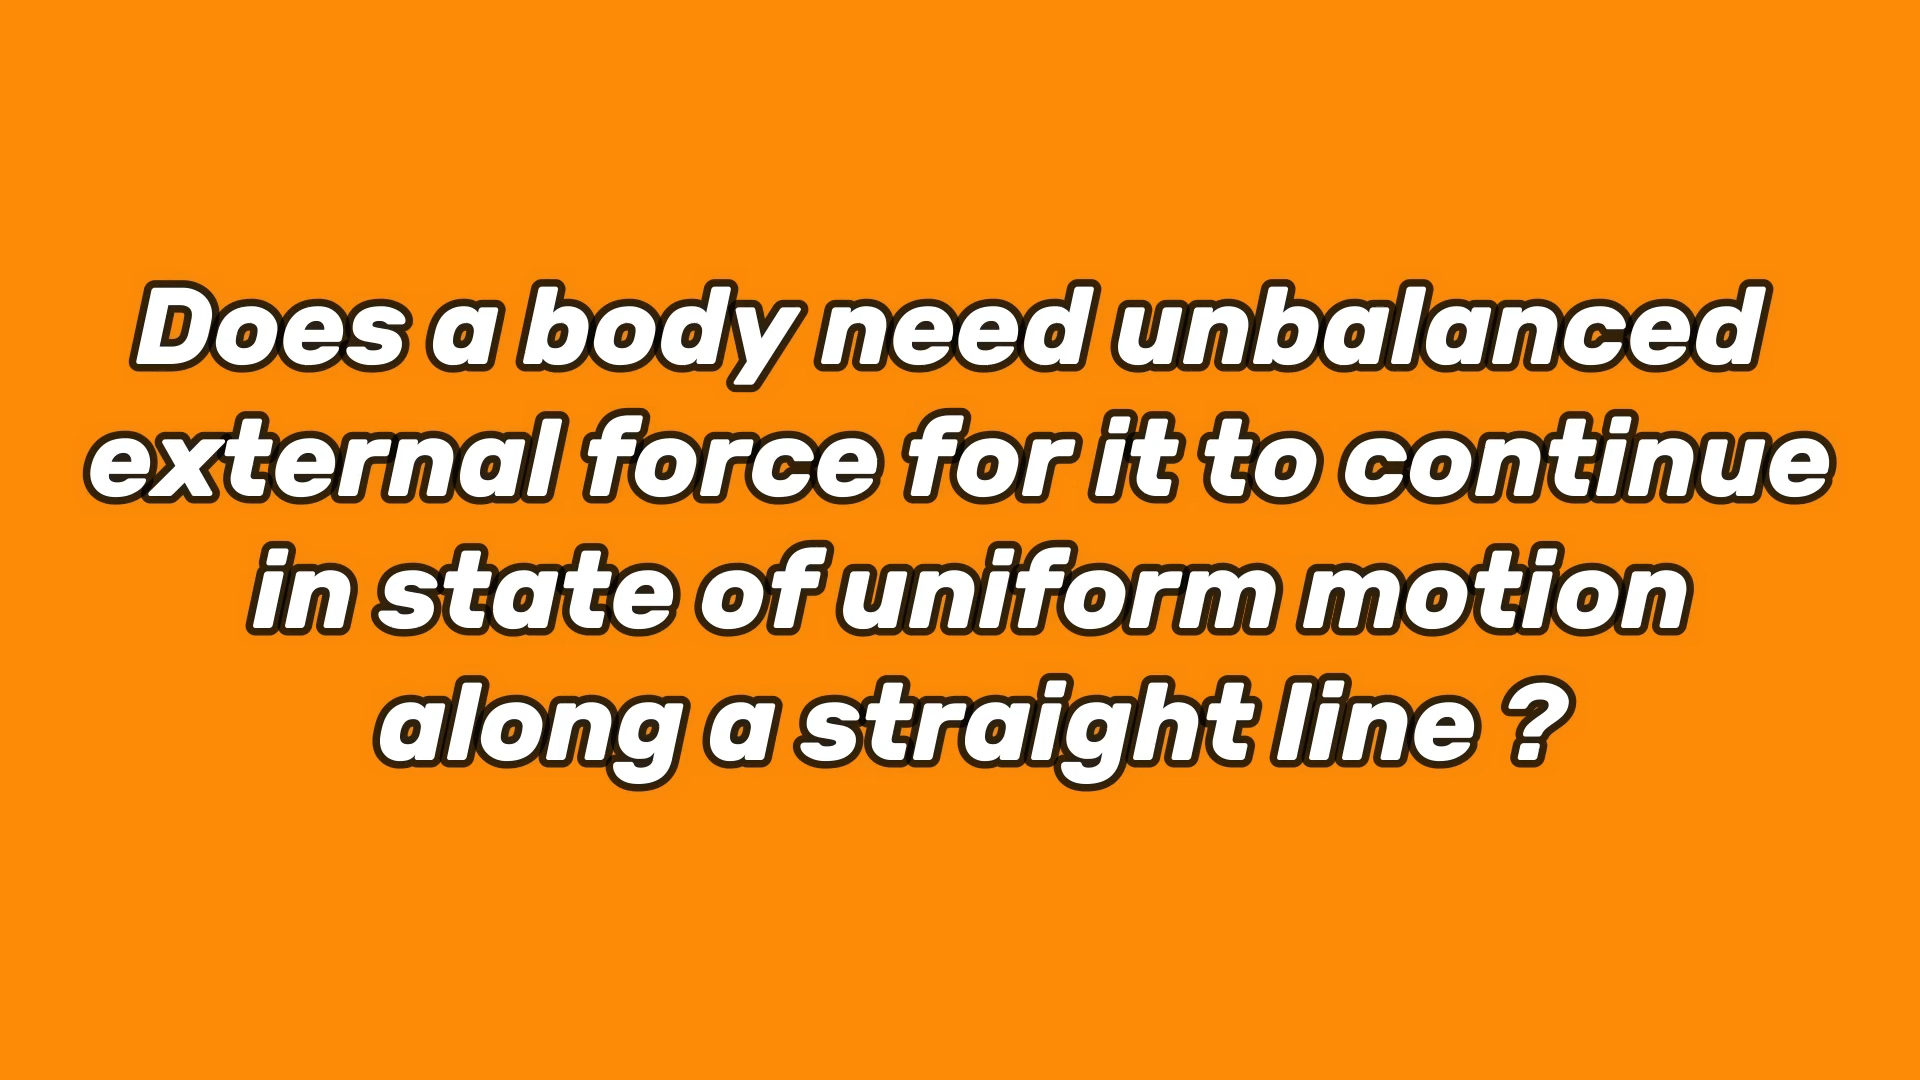 Does a body need unbalanced
external force for it to continue
in state of uniform motion
along a straight line ?